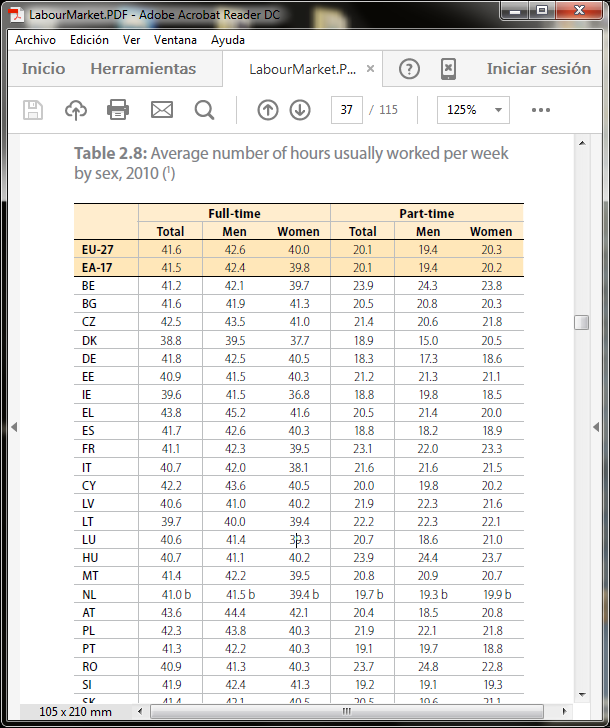 LabourMarket.PDF - Adobe Acrobat Reader DC
Archivo Edición Ver Ventana Ayuda
Inicio Herramientas LabourMarket.P... × ? Iniciar sesión
37 / 115 125%
Table 2.8: Average number of hours usually worked per week
by sex, 2010 (¹)
Full-time Part-time
Total Men Women Total Men Women
EU-27 41.6 42.6 40.0 20.1 19.4 20.3
EA-17 41.5 42.4 39.8 20.1 19.4 20.2
BE 41.2 42.1 39.7 23.9 24.3 23.8
BG 41.6 41.9 41.3 20.5 20.8 20.3
CZ 42.5 43.5 41.0 21.4 20.6 21.8
DK 38.8 39.5 37.7 18.9 15.0 20.5
DE 41.8 42.5 40.5 18.3 17.3 18.6
EE 40.9 41.5 40.3 21.2 21.3 21.1
IE 39.6 41.5 36.8 18.8 19.8 18.5
EL 43.8 45.2 41.6 20.5 21.4 20.0
ES 41.7 42.6 40.3 18.8 18.2 18.9
FR 41.1 42.3 39.5 23.1 22.0 23.3
IT 40.7 42.0 38.1 21.6 21.6 21.5
CY 42.2 43.6 40.5 20.0 19.8 20.2
LV 40.6 41.0 40.2 21.9 22.3 21.6
LT 39.7 40.0 39.4 22.2 22.3 22.1
LU 40.6 41.4 39.3 20.7 18.6 21.0
HU 40.7 41.1 40.2 23.9 24.4 23.7
MT 41.4 42.2 39.5 20.8 20.9 20.7
NL 41.0 b 41.5 b 39.4 b 19.7 b 19.3 b 19.9 b
AT 43.6 44.4 42.1 20.4 18.5 20.8
PL 42.3 43.8 40.3 21.9 22.1 21.8
PT 41.3 42.2 40.3 19.1 19.7 18.8
RO 40.9 41.3 40.3 23.7 24.8 22.8
SI 41.9 42.4 41.3 19.2 19.1 19.3
SK 41.4 42.1 40.5 20.5 19.6 21.1
105 x 210 mm